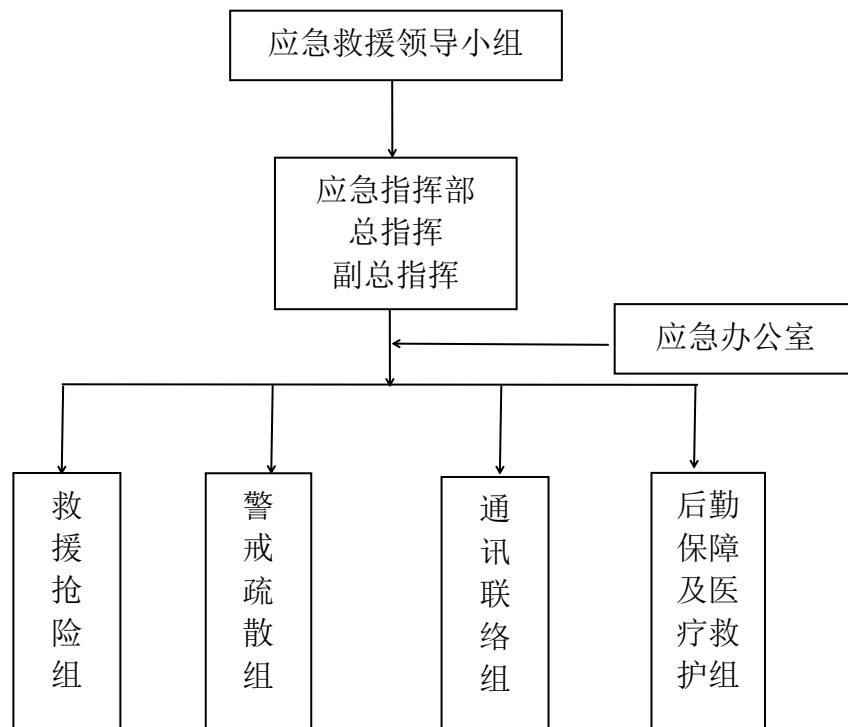 应急救援领导小组
应急指挥部
总指挥
副总指挥
应急办公室
救
援
抢
险
组
警
戒
疏
散
组
通
讯
联
络
组
后勤
保障
及医
疗救
护组